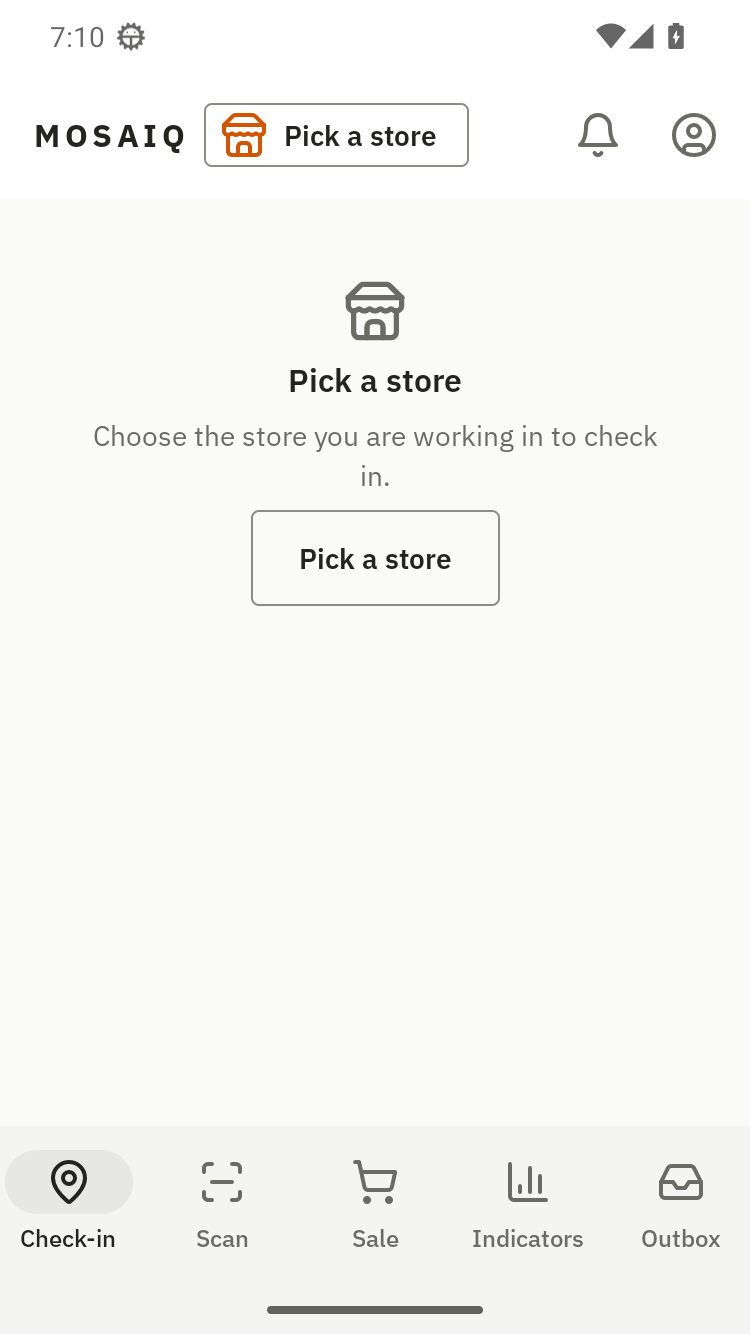 7:10
MOSAIQ
Pick a store
Pick a store
Choose the store you are working in to check
in.
Pick a store
Check-in
Scan
Sale
Indicators
Outbox